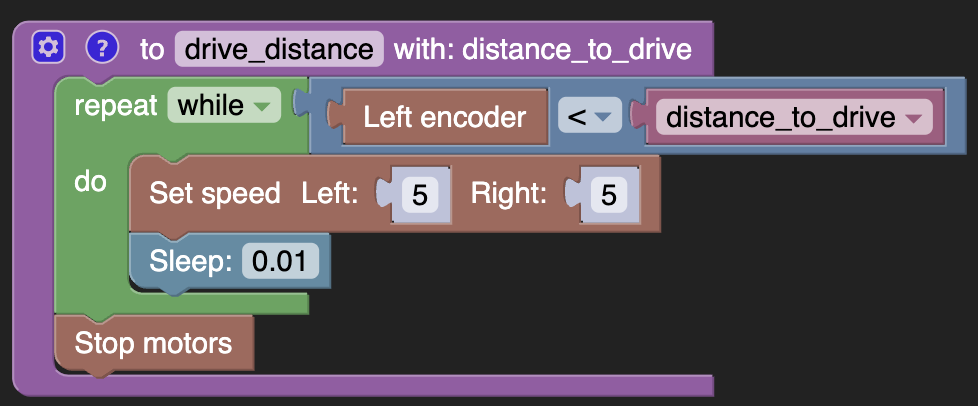 ? to drive_distance with: distance_to_drive
repeat while Left encoder < distance_to_drive
do Set speed Left: 5 Right: 5
Sleep: 0.01
Stop motors